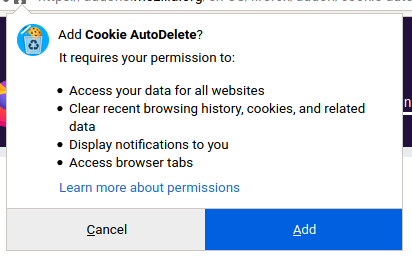 Add Cookie AutoDelete?
It requires your permission to:
Access your data for all websites
Clear recent browsing history, cookies, and related
data
Display notifications to you
Access browser tabs
Learn more about permissions
Cancel
Add